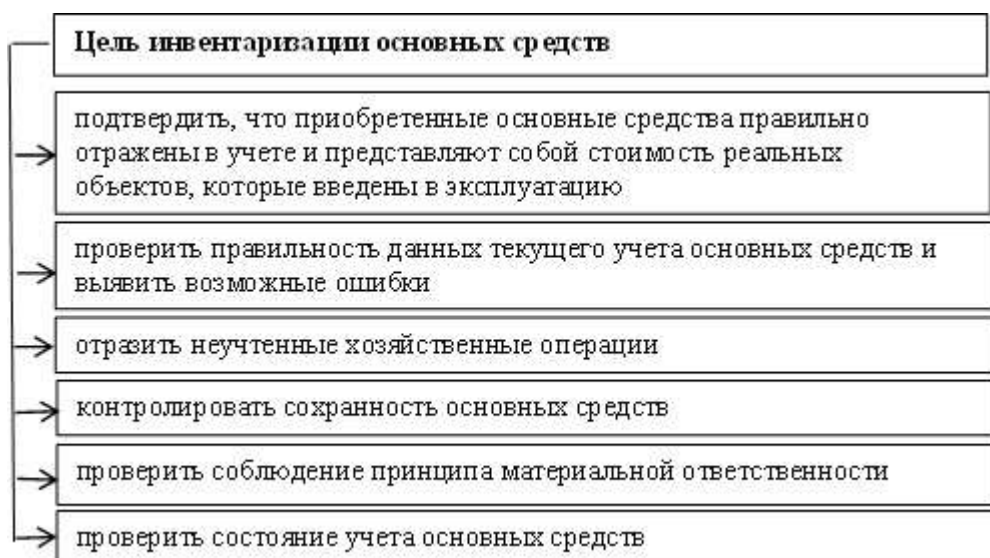 Цель инвентаризации основных средств
подтвердить, что приобретенные основные средства правильно
отражены в учете и представляют собой стоимость реальных
объектов, которые введены в эксплуатацию
проверить правильность данных текущего учета основных средств и
выявить возможные ошибки
отразить неучтенные хозяйственные операции
контролировать сохранность основных средств
проверить соблюдение принципа материальной ответственности
проверить состояние учета основных средств